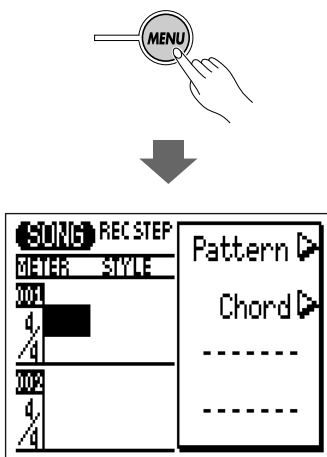 MENU
SONG REC STEP
METER STYLE
001
4/4
002
4/4
Pattern
Chord
-------
-------